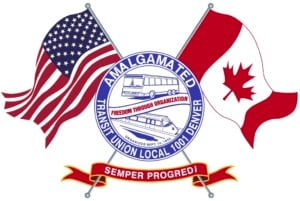 AMALGAMATED
TRANSIT UNION LOCAL 1001 DENVER
FREEDOM THROUGH ORGANIZATION
SEMPER PROGREDI